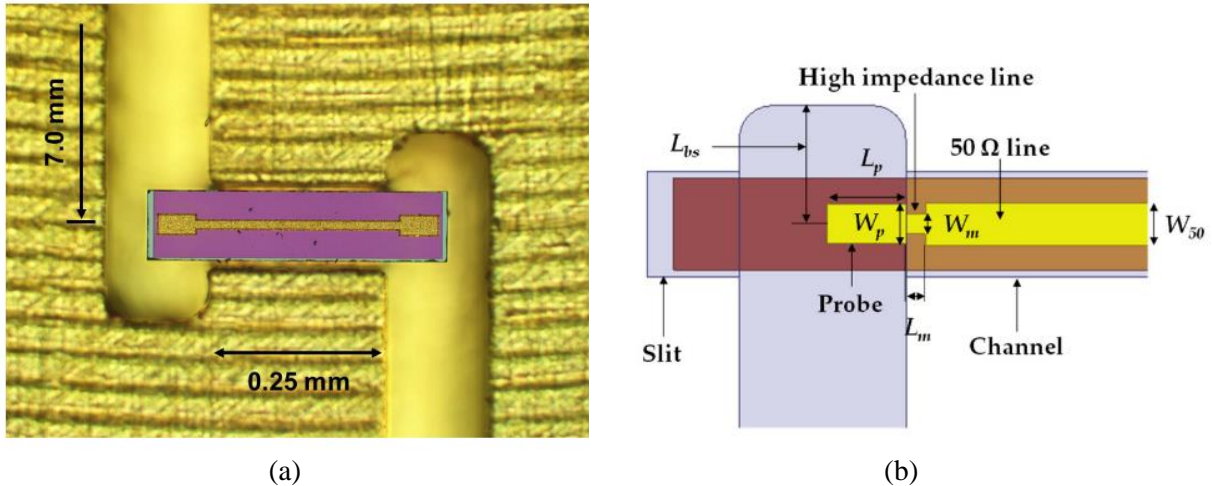 7.0 mm
0.25 mm
(a)
High impedance line
L_bs
L_p
50 Ω line
W_p
W_m
W_50
Probe
L_m
Slit
Channel
(b)